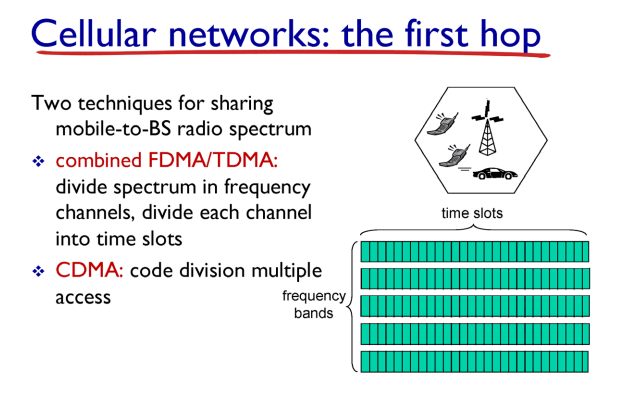 Cellular networks: the first hop
Two techniques for sharing
mobile-to-BS radio spectrum
❖ combined FDMA/TDMA:
divide spectrum in frequency
channels, divide each channel
into time slots
❖ CDMA: code division multiple
access
time slots
frequency
bands